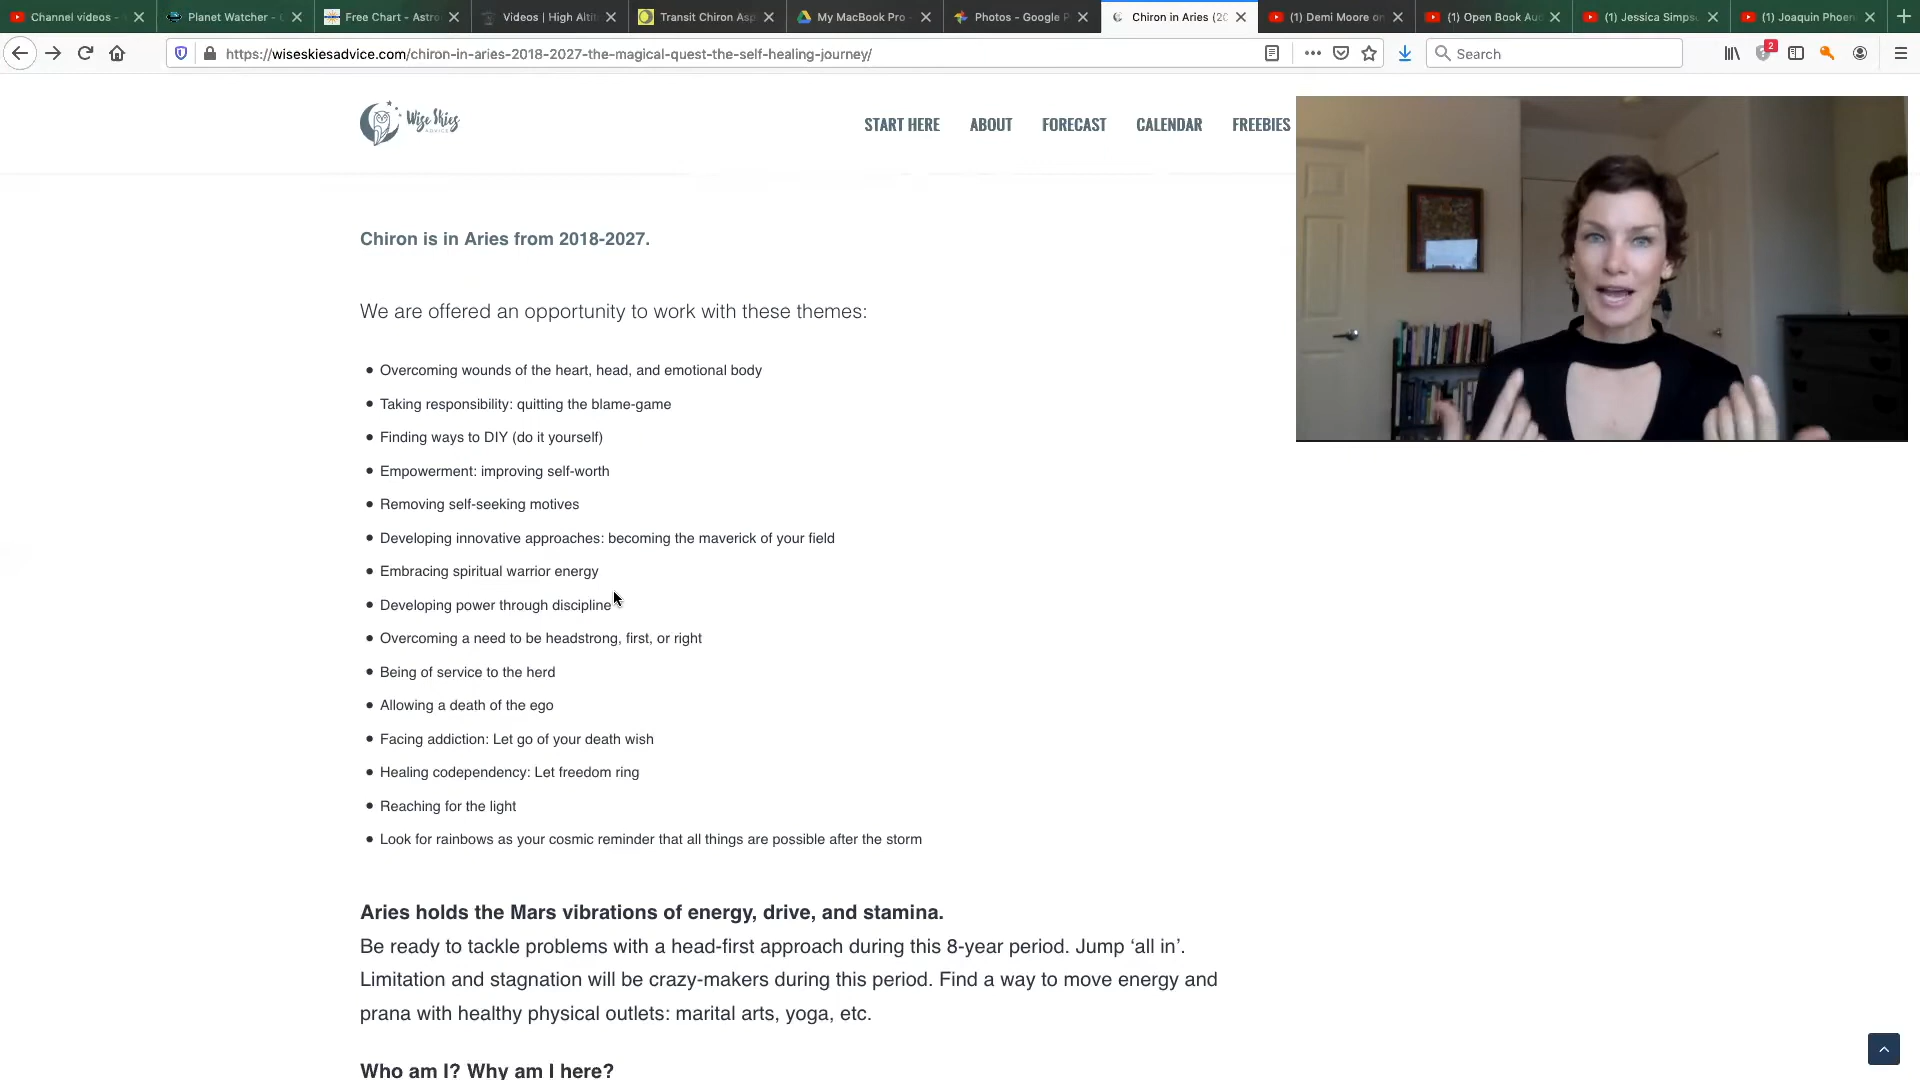 Channel videos -
Planet Watcher -
Free Chart - Astro
Videos | High Altit
Transit Chiron Asp
My MacBook Pro -
Photos - Google P
Chiron in Aries (20
(1) Demi Moore on
(1) Open Book Aud
(1) Jessica Simps
(1) Joaquin Phoen
https://wiseskiesadvice.com/chiron-in-aries-2018-2027-the-magical-quest-the-self-healing-journey/
Search
2
Wise Skies
ADVICE
START HERE
ABOUT
FORECAST
CALENDAR
FREEBIES
Chiron is in Aries from 2018-2027.
We are offered an opportunity to work with these themes:
• Overcoming wounds of the heart, head, and emotional body
• Taking responsibility: quitting the blame-game
• Finding ways to DIY (do it yourself)
• Empowerment: improving self-worth
• Removing self-seeking motives
• Developing innovative approaches: becoming the maverick of your field
• Embracing spiritual warrior energy
• Developing power through discipline
• Overcoming a need to be headstrong, first, or right
• Being of service to the herd
• Allowing a death of the ego
• Facing addiction: Let go of your death wish
• Healing codependency: Let freedom ring
• Reaching for the light
• Look for rainbows as your cosmic reminder that all things are possible after the storm
Aries holds the Mars vibrations of energy, drive, and stamina.
Be ready to tackle problems with a head-first approach during this 8-year period. Jump ‘all in’.
Limitation and stagnation will be crazy-makers during this period. Find a way to move energy and
prana with healthy physical outlets: marital arts, yoga, etc.
Who am I? Why am I here?